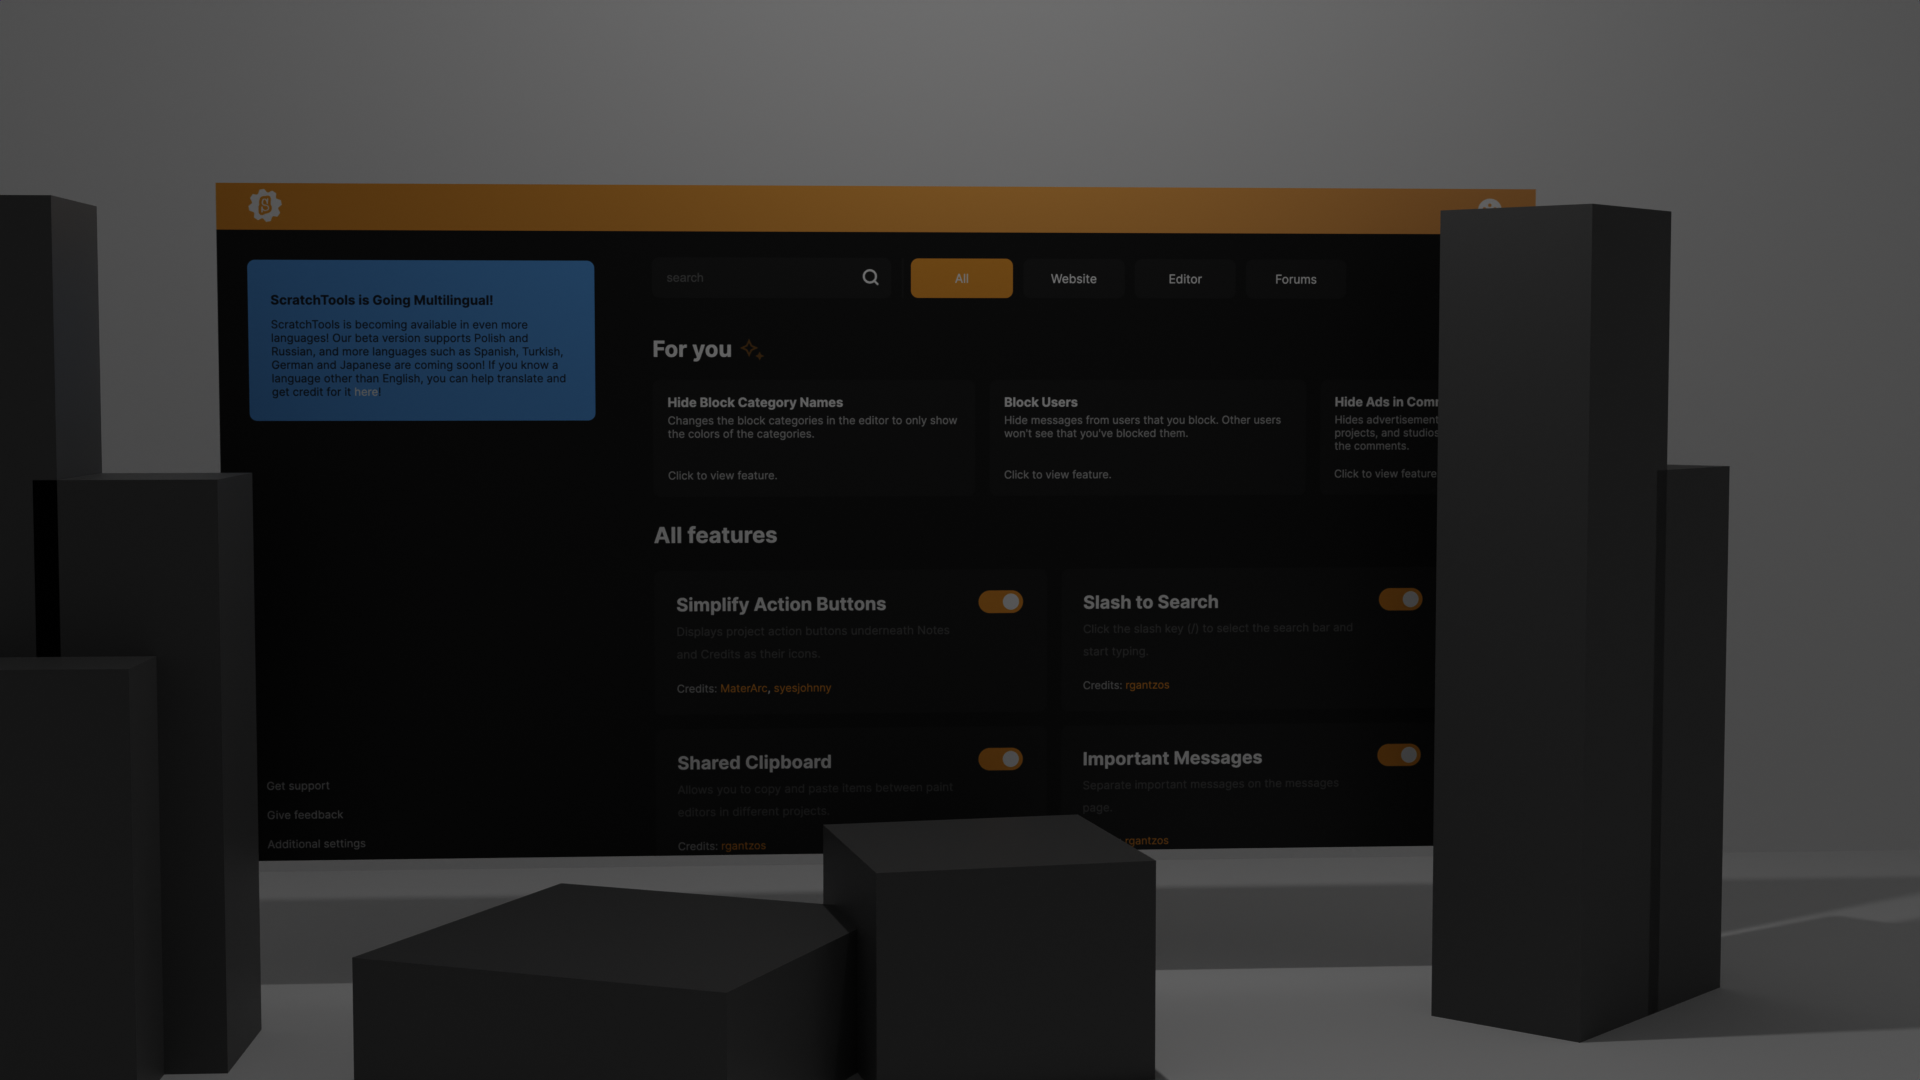 S
search
All
Website
Editor
Forums
ScratchTools is Going Multilingual!
ScratchTools is becoming available in even more
languages! Our beta version supports Polish and
Russian, and more languages such as Spanish, Turkish,
German and Japanese are coming soon! If you know a
language other than English, you can help translate and
get credit for it here!
For you
Hide Block Category Names
Changes the block categories in the editor to only show
the colors of the categories.
Click to view feature.
Block Users
Hide messages from users that you block. Other users
won't see that you've blocked them.
Click to view feature.
Hide Ads in
Hides
projects, and
the comments.
Click to view feature
All features
Simplify Action Buttons
Displays project action buttons underneath Notes
and Credits as their icons.
Credits: MaterArc, syesjohnny
Slash to Search
Click the slash key (/) to select the search bar and
start typing.
Credits: rgantzos
Shared Clipboard
Allows you to copy and paste items between paint
editors in different projects.
Credits: rgantzos
Important Messages
Separate important messages on the messages
page.
rgantzos
Get support
Give feedback
Additional settings